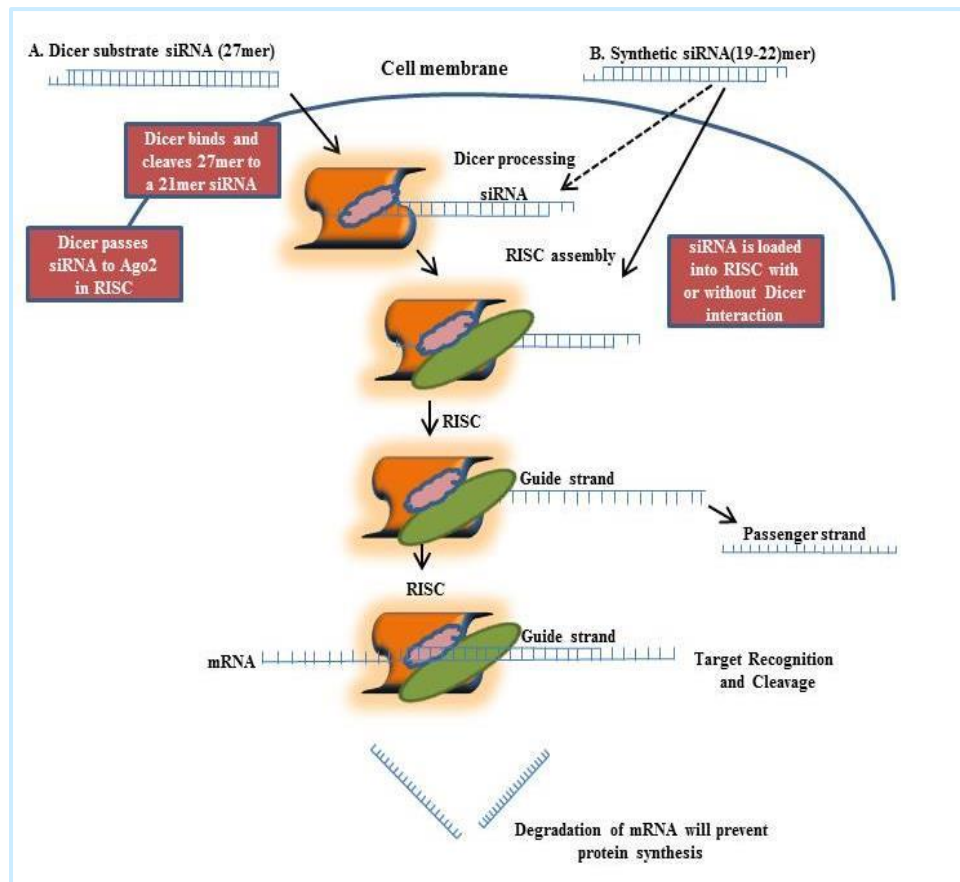 A. Dicer substrate siRNA (27mer)
B. Synthetic siRNA(19-22)mer)
Cell membrane
Dicer binds and
cleaves 27mer to
a 21mer siRNA
Dicer processing
siRNA
Dicer passes
siRNA to Ago2
in RISC
RISC assembly
siRNA is loaded
into RISC with
or without Dicer
interaction
RISC
Guide strand
Passenger strand
RISC
Guide strand
mRNA
Target Recognition
and Cleavage
Degradation of mRNA will prevent
protein synthesis